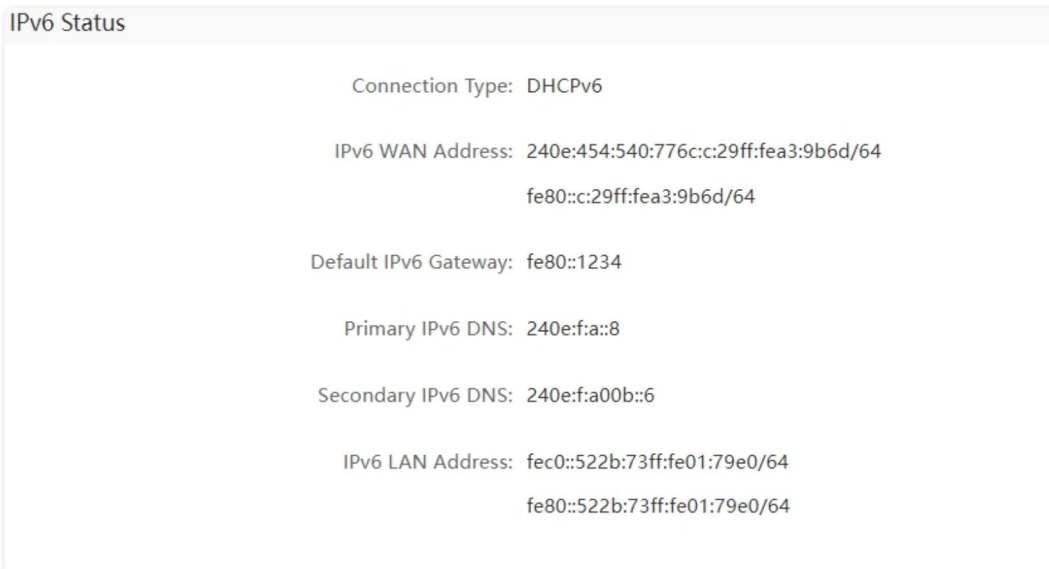 IPv6 Status
Connection Type: DHCPv6
IPv6 WAN Address: 240e:454:540:776c:c:29ff:fea3:9b6d/64
fe80::c:29ff:fea3:9b6d/64
Default IPv6 Gateway: fe80::1234
Primary IPv6 DNS: 240e:f:a::8
Secondary IPv6 DNS: 240e:f:a00b::6
IPv6 LAN Address: fec0::522b:73ff:fe01:79e0/64
fe80::522b:73ff:fe01:79e0/64